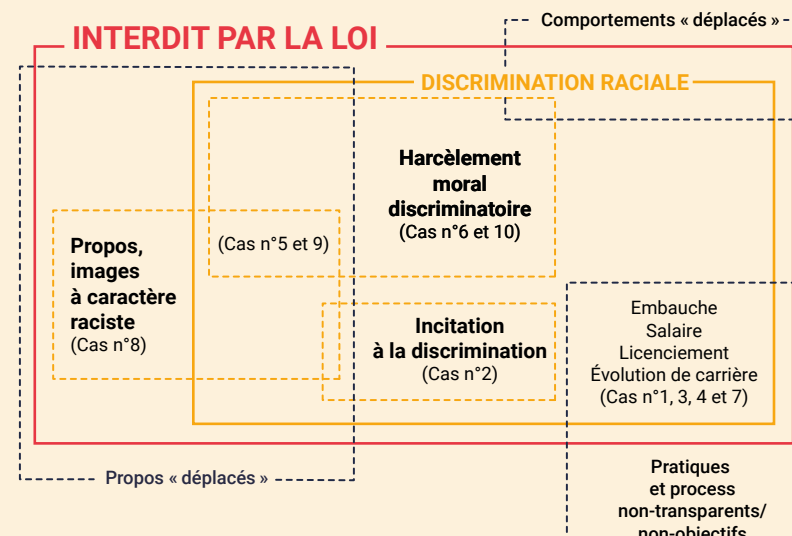 Comportements « déplacés »
INTERDIT PAR LA LOI
DISCRIMINATION RACIALE
Harcèlement
moral
discriminatoire
(Cas n°6 et 10)
(Cas n°5 et 9)
Propos,
images
à caractère
raciste
(Cas n°8)
Incitation
à la discrimination
(Cas n°2)
Embauche
Salaire
Licenciement
Évolution de carrière
(Cas n°1, 3, 4 et 7)
Propos « déplacés »
Pratiques
et process
non-transparents/
non-objectifs